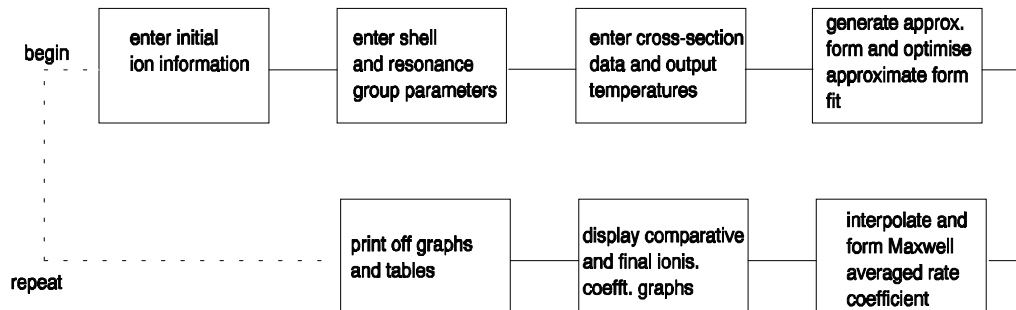 begin
enter initial
ion information
enter shell
and resonance
group parameters
enter cross-section
data and output
temperatures
generate approx.
form and optimise
approximate form
fit
repeat
print off graphs
and tables
display comparative
and final ionis.
coefft. graphs
interpolate and
form Maxwell
averaged rate
coefficient